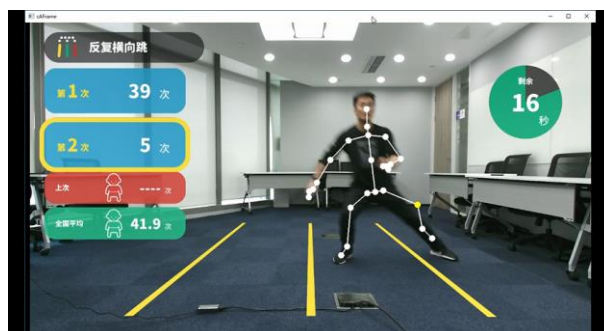 cAIframe
反复横向跳
第1次 39 次
第2次 5 次
上次 ---- 次
全国平均 41.9 次
剩余
16
秒